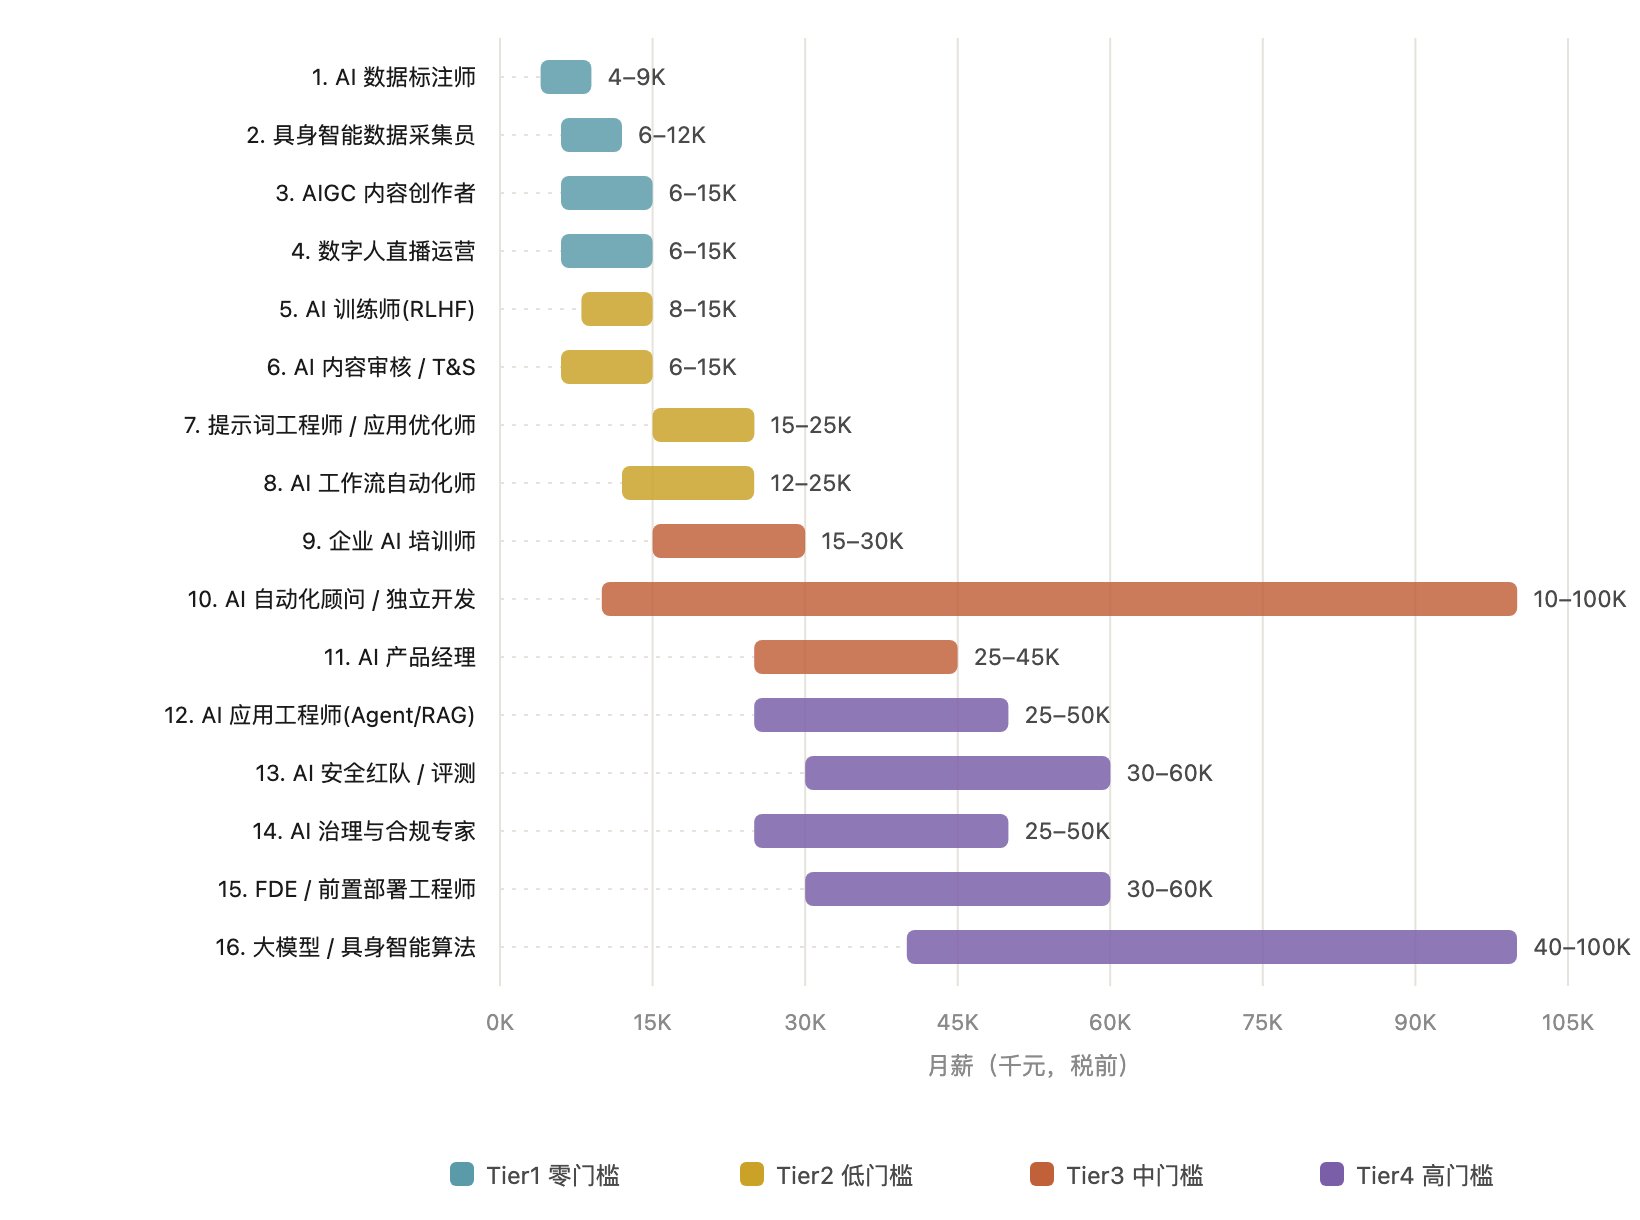 1. AI 数据标注师 4–9K
2. 具身智能数据采集员 6–12K
3. AIGC 内容创作者 6–15K
4. 数字人直播运营 6–15K
5. AI 训练师(RLHF) 8–15K
6. AI 内容审核 / T&S 6–15K
7. 提示词工程师 / 应用优化师 15–25K
8. AI 工作流自动化师 12–25K
9. 企业 AI 培训师 15–30K
10. AI 自动化顾问 / 独立开发 10–100K
11. AI 产品经理 25–45K
12. AI 应用工程师(Agent/RAG) 25–50K
13. AI 安全红队 / 评测 30–60K
14. AI 治理与合规专家 25–50K
15. FDE / 前置部署工程师 30–60K
16. 大模型 / 具身智能算法 40–100K
0K 15K 30K 45K 60K 75K 90K 105K
月薪（千元，税前）
Tier1 零门槛 Tier2 低门槛 Tier3 中门槛 Tier4 高门槛